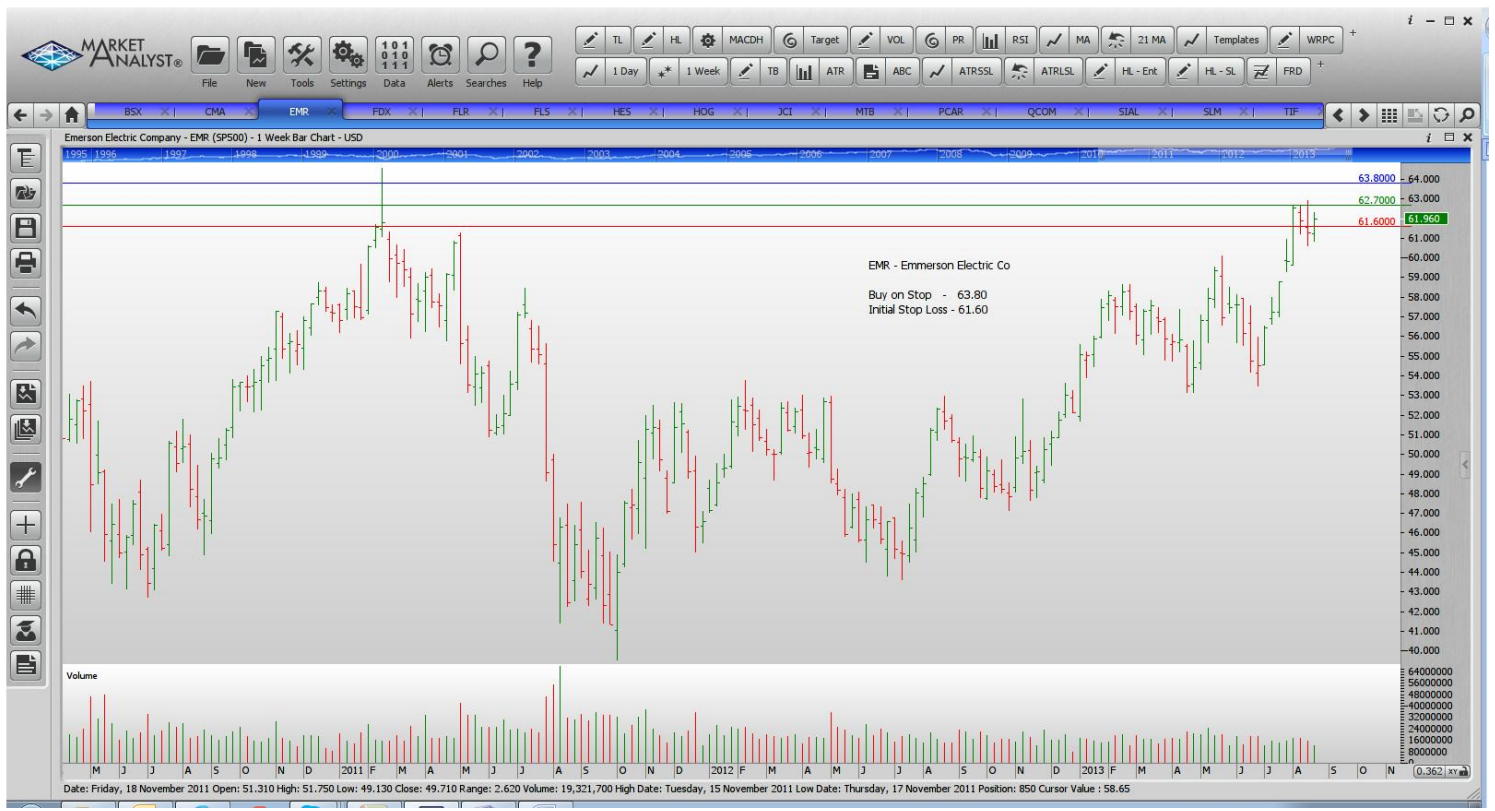 i
MARKET
ANALYST®
File New Tools Settings Data Alerts Searches Help
101
010
111
TL HL MACDH Target VOL PR RSI MA 21 MA Templates WRPC +
1 Day 1 Week TB ATR ABC ATRSSL ATRLSL HL - Ent HL - SL FRD +
BSX CMA EMR FDX FLR FLS HES HOG JCI MTB PCAR QCOM SIAL SLM TIF
Emerson Electric Company - EMR (SP500) - 1 Week Bar Chart - USD
i
1995 1996 1997 1998 1999 2000 2001 2002 2003 2004 2005 2006 2007 2008 2009 2010 2011 2012 2013
63.8000
62.7000
61.6000
64.000
63.000
61.960
61.000
60.000
59.000
58.000
57.000
56.000
55.000
54.000
53.000
52.000
51.000
50.000
49.000
48.000
47.000
46.000
45.000
44.000
43.000
42.000
41.000
40.000
EMR - Emmerson Electric Co
Buy on Stop - 63.80
Initial Stop Loss - 61.60
Volume
64000000
56000000
48000000
40000000
32000000
24000000
16000000
8000000
0
M J J A S O N D 2011 F M A M J J A S O N D 2012 F M A M J J A S O N D 2013 F M A M J J A S O N
0.362 XY
Date: Friday, 18 November 2011 Open: 51.310 High: 51.750 Low: 49.130 Close: 49.710 Range: 2.620 Volume: 19,321,700 High Date: Tuesday, 15 November 2011 Low Date: Thursday, 17 November 2011 Position: 850 Cursor Value : 58.65